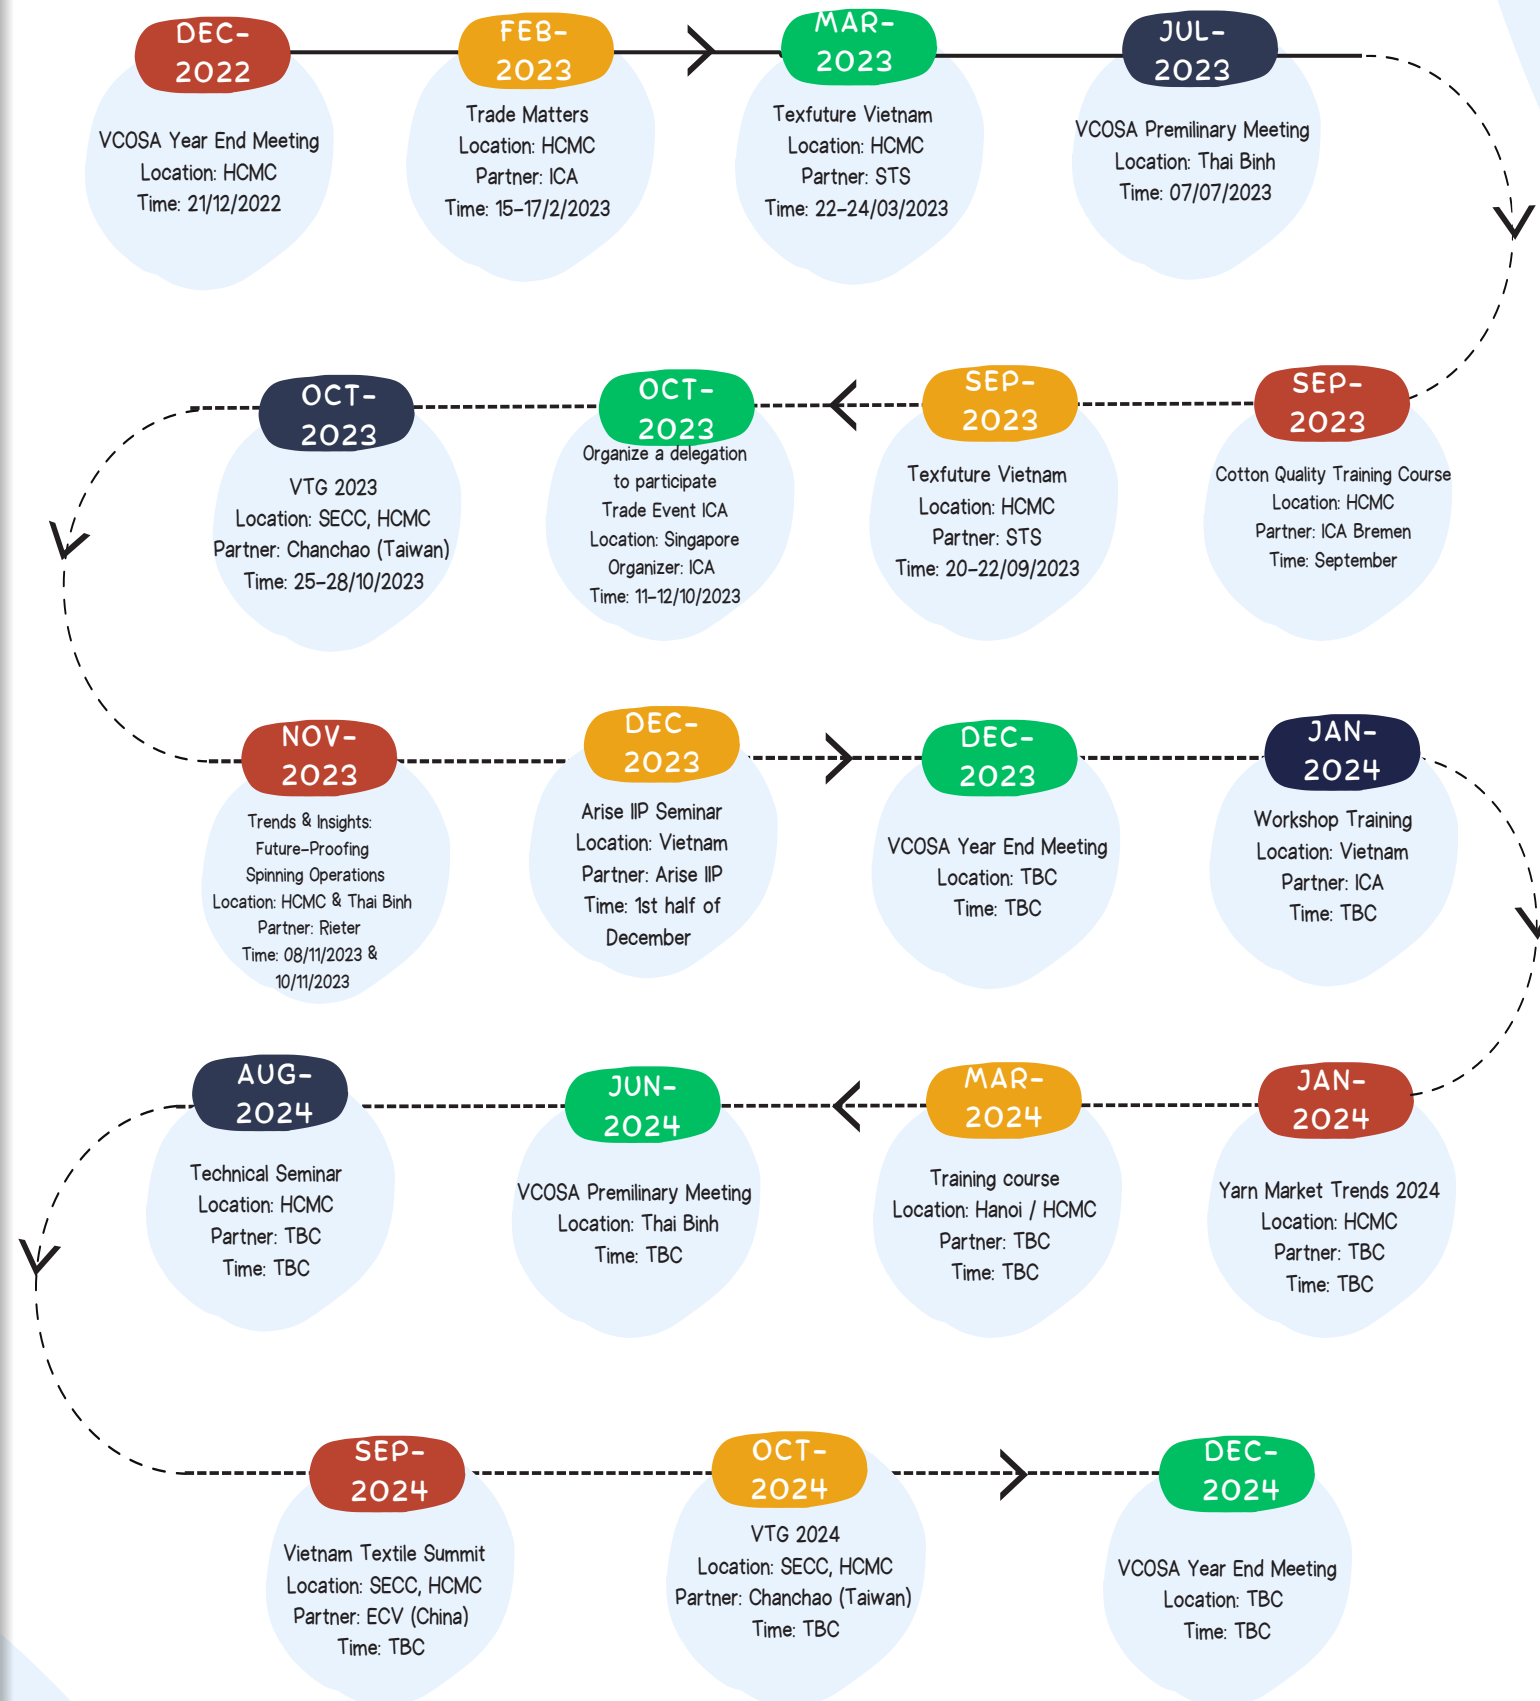 DEC-
2022
VCOSA Year End Meeting
Location: HCMC
Time: 21/12/2022
FEB-
2023
Trade Matters
Location: HCMC
Partner: ICA
Time: 15-17/2/2023
MAR-
2023
Texfuture Vietnam
Location: HCMC
Partner: STS
Time: 22-24/03/2023
JUL-
2023
VCOSA Premilinary Meeting
Location: Thai Binh
Time: 07/07/2023
SEP-
2023
Cotton Quality Training Course
Location: HCMC
Partner: ICA Bremen
Time: September
SEP-
2023
Texfuture Vietnam
Location: HCMC
Partner: STS
Time: 20-22/09/2023
OCT-
2023
Organize a delegation
to participate
Trade Event ICA
Location: Singapore
Organizer: ICA
Time: 11-12/10/2023
OCT-
2023
VTG 2023
Location: SECC, HCMC
Partner: Chanchao (Taiwan)
Time: 25-28/10/2023
NOV-
2023
Trends & Insights:
Future-Proofing
Spinning Operations
Location: HCMC & Thai Binh
Partner: Rieter
Time: 08/11/2023 &
10/11/2023
DEC-
2023
Arise IIP Seminar
Location: Vietnam
Partner: Arise IIP
Time: 1st half of
December
DEC-
2023
VCOSA Year End Meeting
Location: TBC
Time: TBC
JAN-
2024
Workshop Training
Location: Vietnam
Partner: ICA
Time: TBC
JAN-
2024
Yarn Market Trends 2024
Location: HCMC
Partner: TBC
Time: TBC
MAR-
2024
Training course
Location: Hanoi / HCMC
Partner: TBC
Time: TBC
JUN-
2024
VCOSA Premilinary Meeting
Location: Thai Binh
Time: TBC
AUG-
2024
Technical Seminar
Location: HCMC
Partner: TBC
Time: TBC
SEP-
2024
Vietnam Textile Summit
Location: SECC, HCMC
Partner: ECV (China)
Time: TBC
OCT-
2024
VTG 2024
Location: SECC, HCMC
Partner: Chanchao (Taiwan)
Time: TBC
DEC-
2024
VCOSA Year End Meeting
Location: TBC
Time: TBC